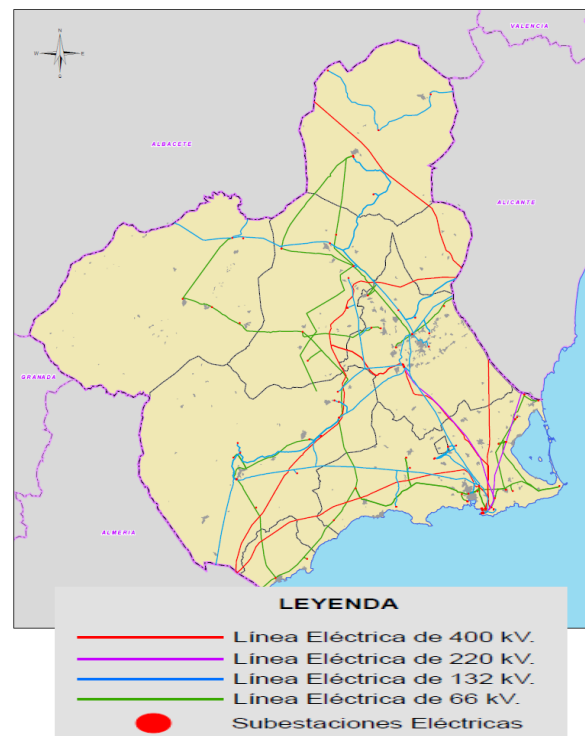 VALENCIA
N
W E
S
ALBACETE
ALICANTE
GRANADA
ALMERIA
LEYENDA
Línea Eléctrica de 400 kV.
Línea Eléctrica de 220 kV.
Línea Eléctrica de 132 kV.
Línea Eléctrica de 66 kV.
Subestaciones Eléctricas